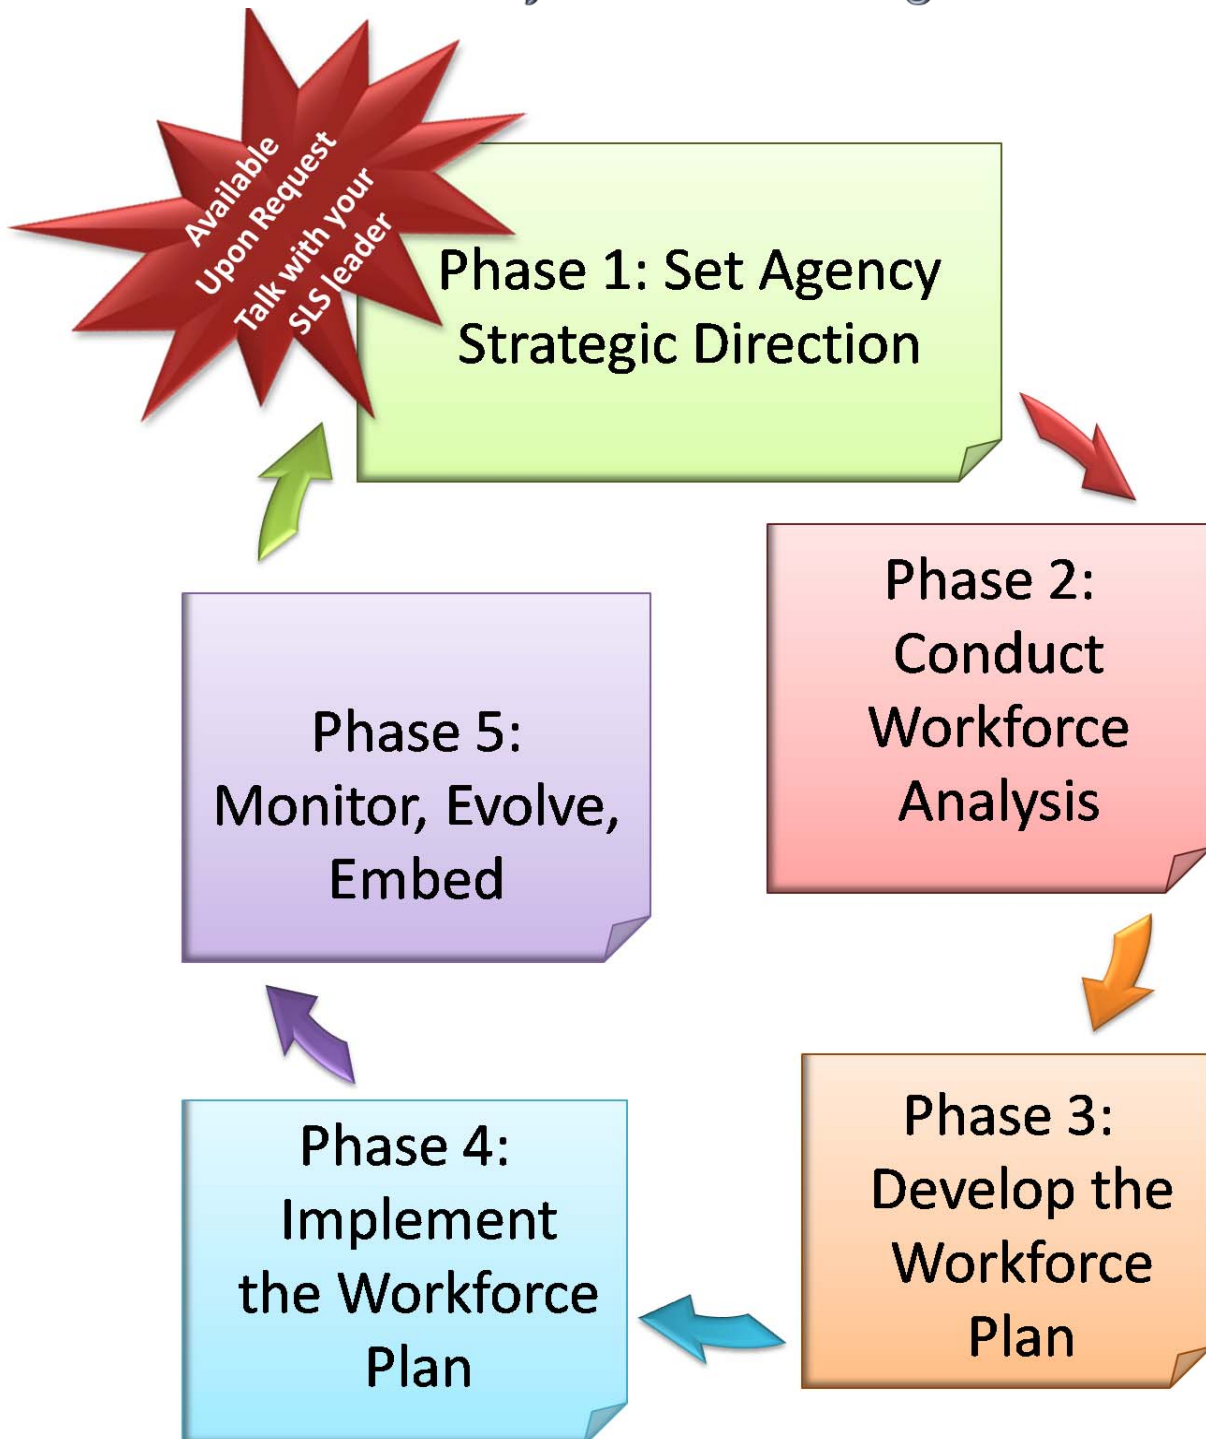 Available
Upon Request
Talk with your
SLS leader
Phase 1: Set Agency
Strategic Direction
Phase 2:
Conduct
Workforce
Analysis
Phase 3:
Develop the
Workforce
Plan
Phase 4:
Implement
the Workforce
Plan
Phase 5:
Monitor, Evolve,
Embed